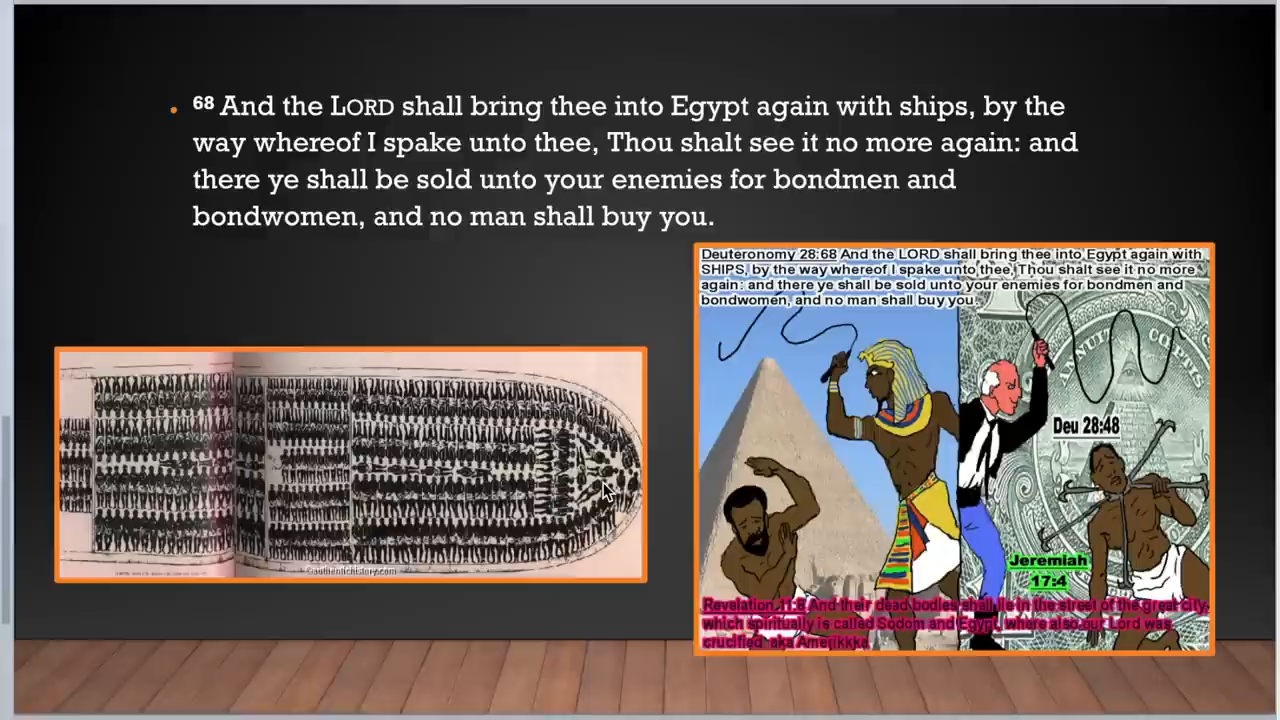 68 And the LORD shall bring thee into Egypt again with ships, by the
way whereof I spake unto thee, Thou shalt see it no more again: and
there ye shall be sold unto your enemies for bondmen and
bondwomen, and no man shall buy you.
Deuteronomy 28:68 And the LORD shall bring thee into Egypt again with
SHIPS, by the way whereof I spake unto thee, Thou shalt see it no more
again: and there ye shall be sold unto your enemies for bondmen and
bondwomen, and no man shall buy you.
ANNUIT COEPTIS
Deu 28:48
Jeremiah
17:4
©authentichistory.com
Revelation 11:8 And their dead bodies shall lie in the street of the great city,
which spiritually is called Sodom and Egypt, where also our Lord was
crucified aka Amerikkka